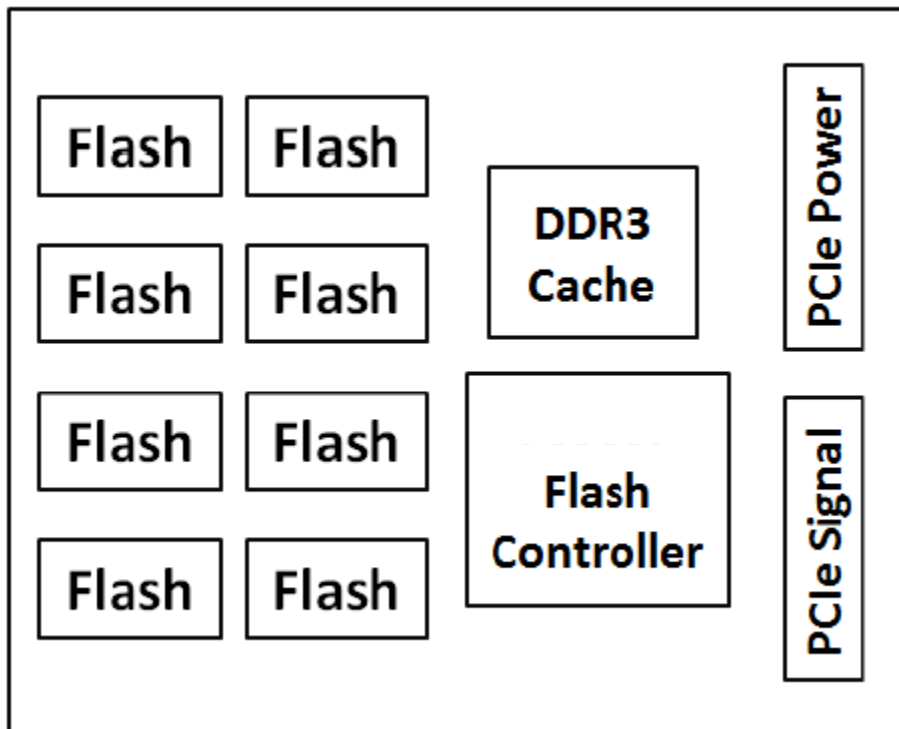 Flash
Flash
Flash
Flash
Flash
Flash
Flash
Flash
DDR3
Cache
Flash
Controller
PCIe Power
PCIe Signal